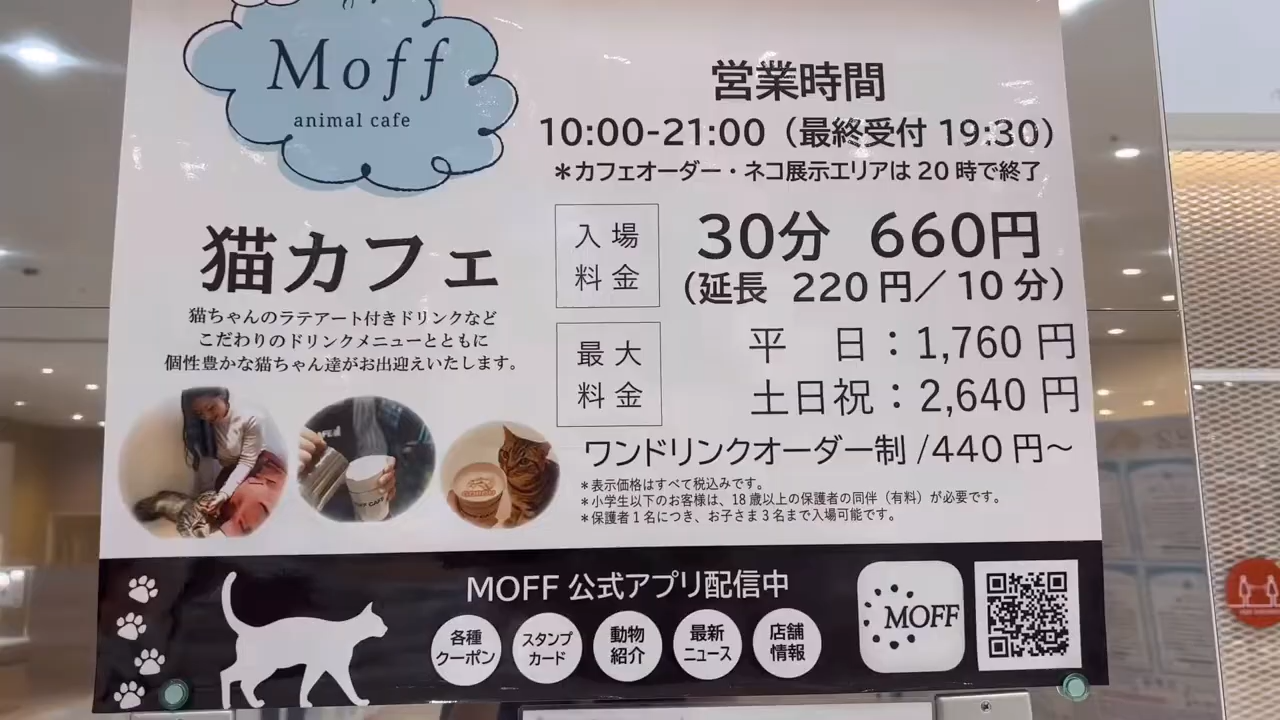 Moff
animal cafe
猫カフェ
猫ちゃんのラテアート付きドリンクなど
こだわりのドリンクメニューとともに
個性豊かな猫ちゃん達がお出迎えいたします。
営業時間
10:00-21:00（最終受付 19:30）
＊カフェオーダー・ネコ展示エリアは 20 時で終了
入場
料金
30分 660円
（延長 220 円／ 10 分）
最大
料金
平 日：1,760 円
土日祝：2,640 円
ワンドリンクオーダー制 /440 円～
＊表示価格はすべて税込みです。
＊小学生以下のお客様は、18 歳以上の保護者の同伴（有料）が必要です。
＊保護者 1 名につき、お子さま 3 名まで入場可能です。
MOFF 公式アプリ配信中
各種
クーポン
スタンプ
カード
動物
紹介
最新
ニュース
店舗
情報
MOFF